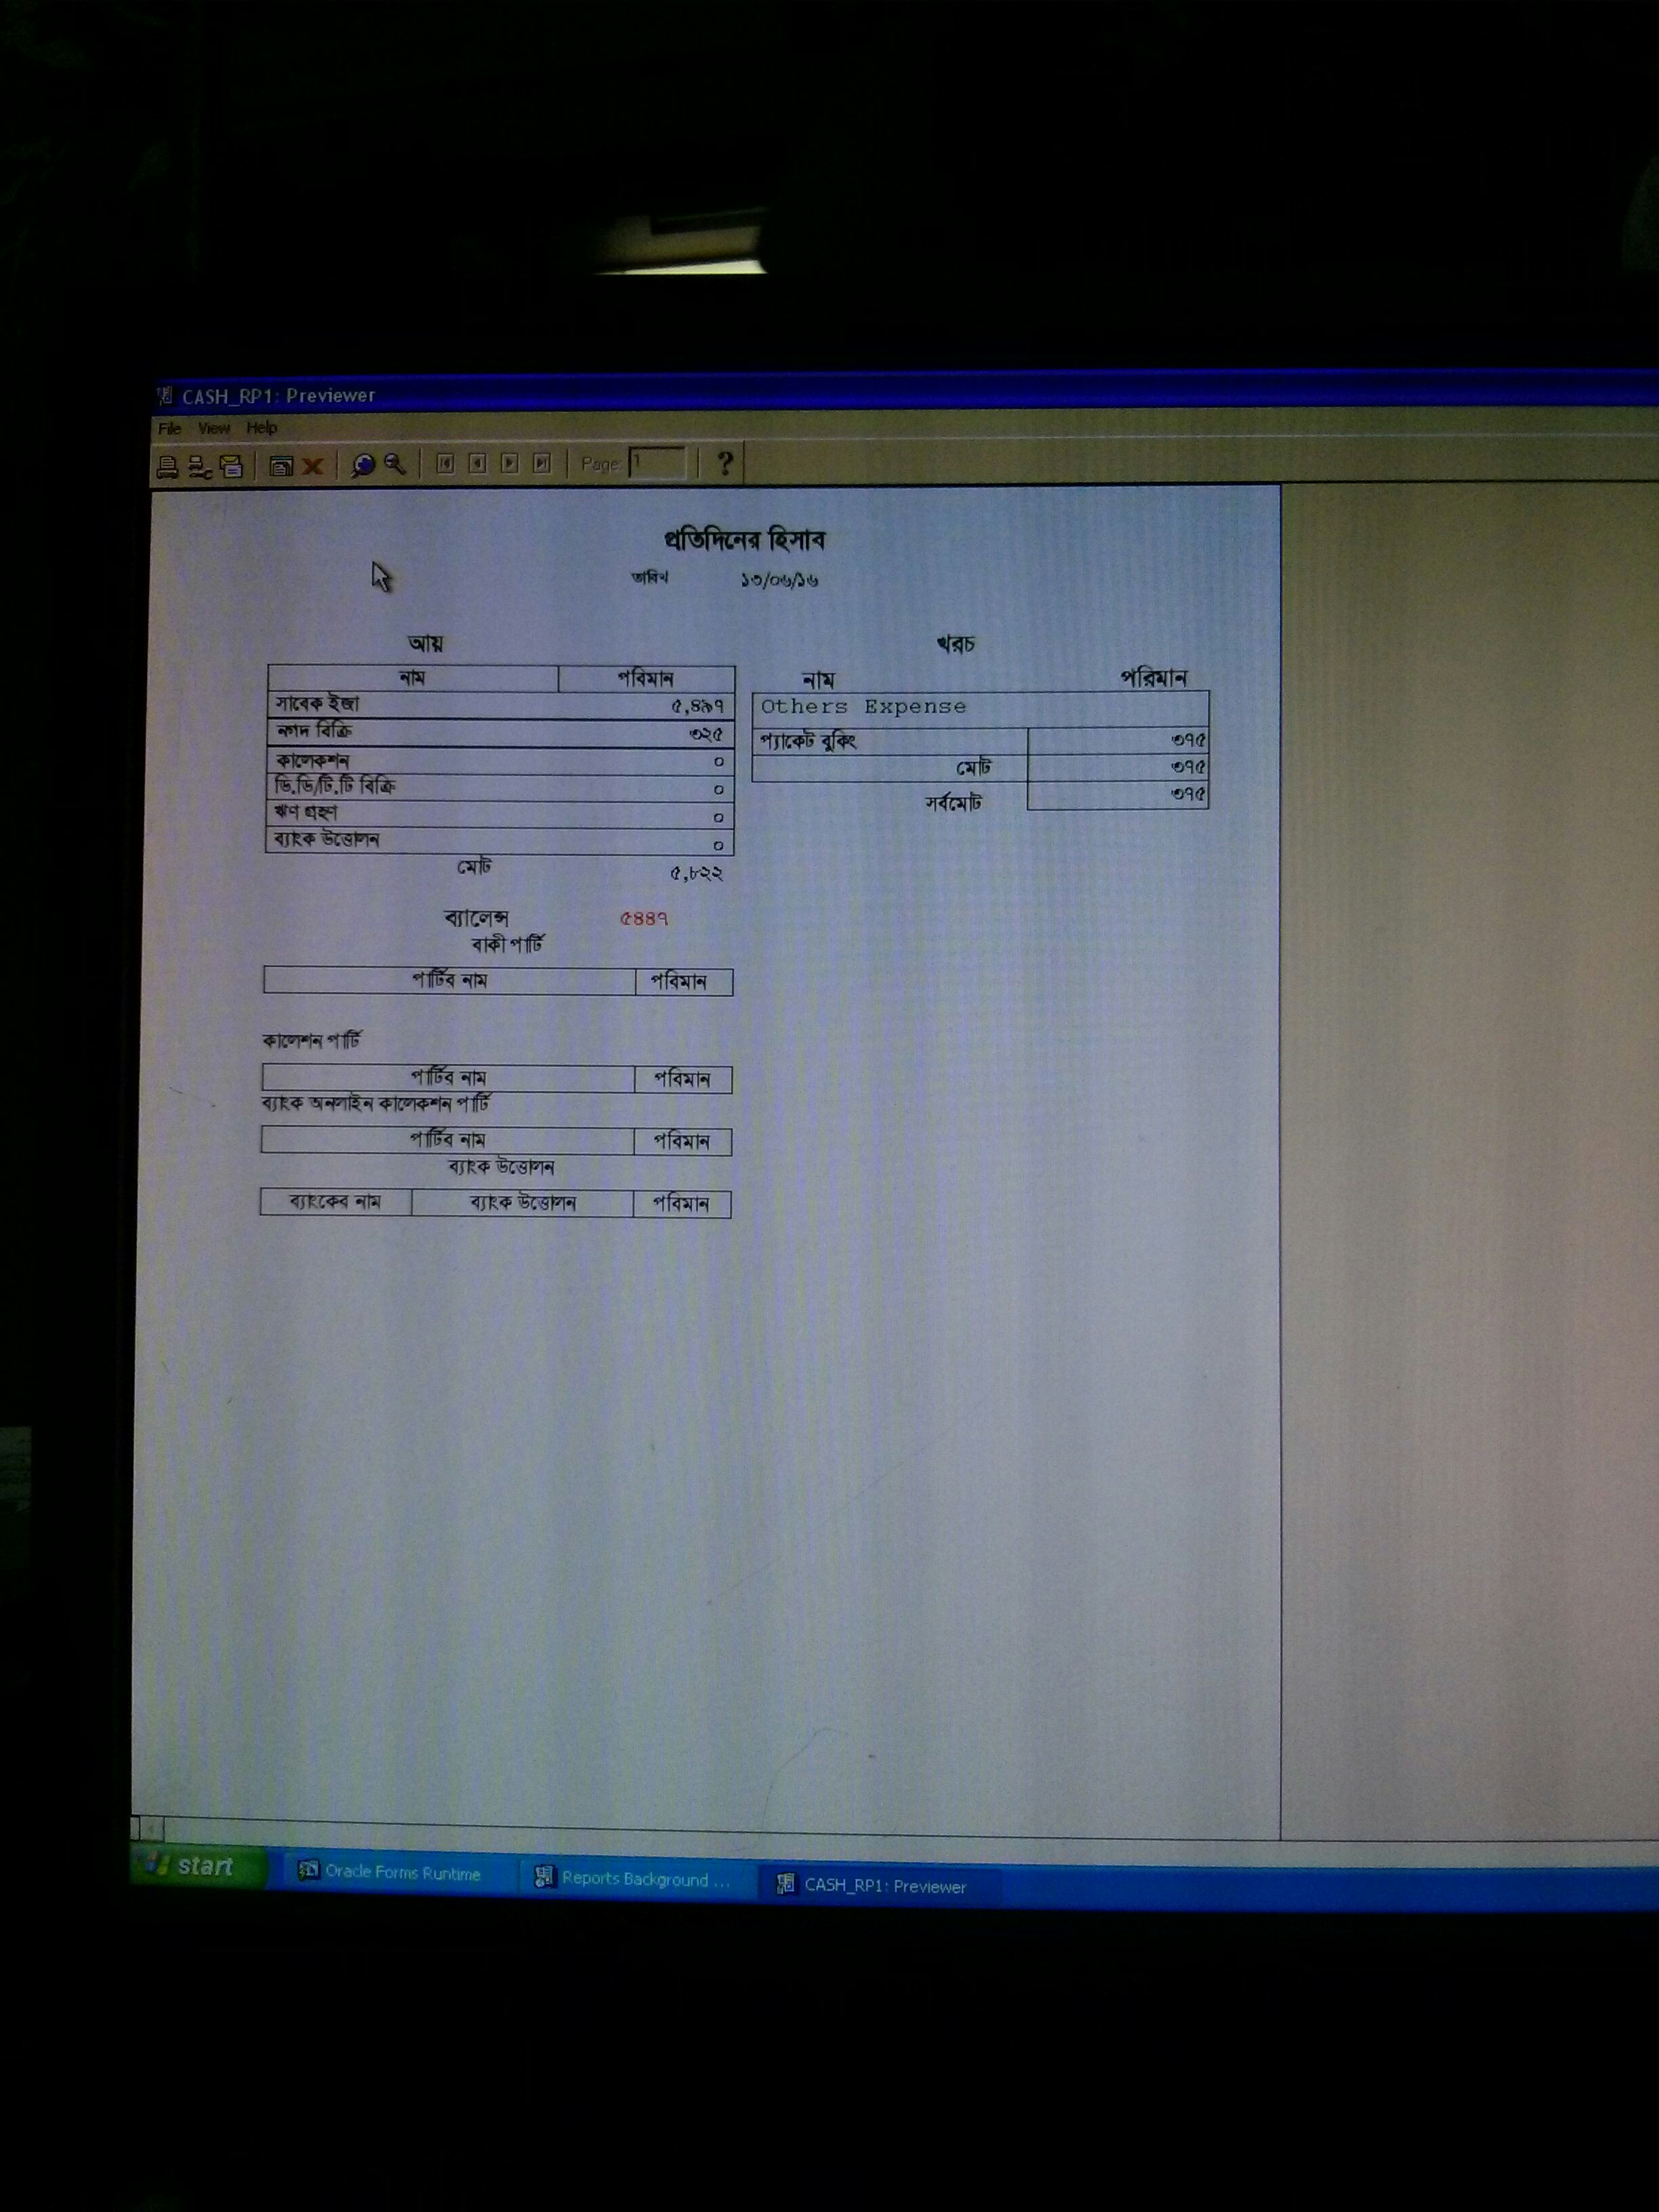 CASH_RP1: Previewer
File View Help
Page: 1 ?
প্রতিদিনের হিসাব
তারিখ ১৩/০৬/১৬
আয় খরচ
নাম পরিমান নাম পরিমান
সাবেক ইজা ৫,৪৯৭ Others Expense
নগদ বিক্রি ৩২৫ প্যাকেট বুকিং ৩৭৫
কালেকশন ০ মোট ৩৭৫
ডি.ডি/টি.টি বিক্রি ০ সর্বমোট ৩৭৫
ঋণ গ্রহণ ০
ব্যাংক উত্তোলন ০
মোট ৫,৮২২
ব্যালেন্স ৫৪৪৭
বাকী পার্টি
পার্টির নাম পরিমান
কালেশন পার্টি
পার্টির নাম পরিমান
ব্যাংক অনলাইন কালেকশন পার্টি
পার্টির নাম পরিমান
ব্যাংক উত্তোলন
ব্যাংকের নাম ব্যাংক উত্তোলন পরিমান
start Oracle Forms Runtime Reports Background ... CASH_RP1: Previewer